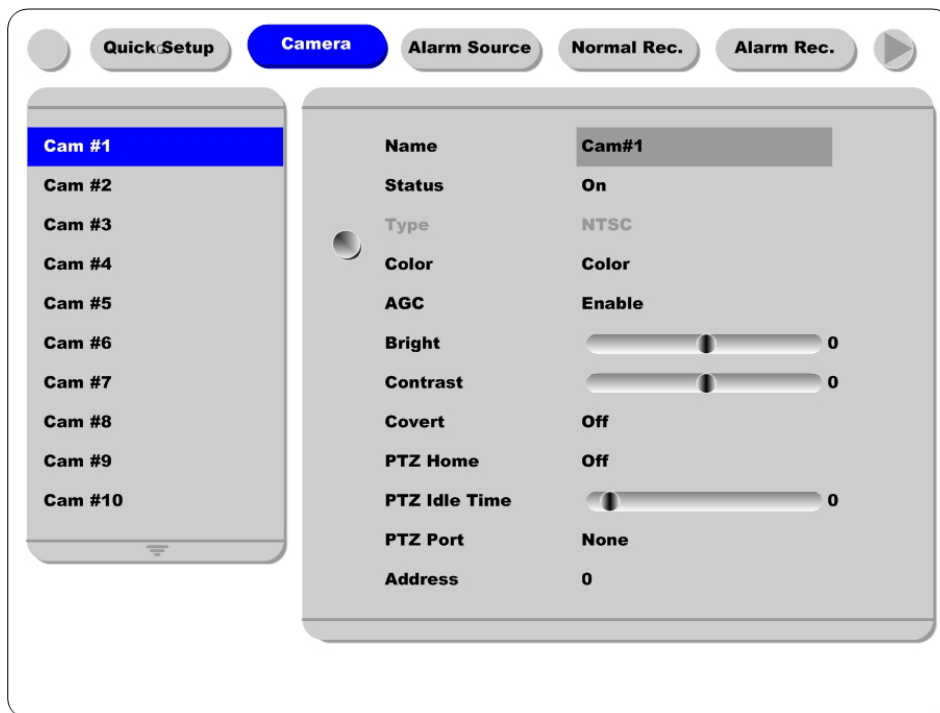 Quick Setup Camera Alarm Source Normal Rec. Alarm Rec.
Cam #1
Cam #2
Cam #3
Cam #4
Cam #5
Cam #6
Cam #7
Cam #8
Cam #9
Cam #10
Name Cam#1
Status On
Type NTSC
Color Color
AGC Enable
Bright 0
Contrast 0
Covert Off
PTZ Home Off
PTZ Idle Time 0
PTZ Port None
Address 0